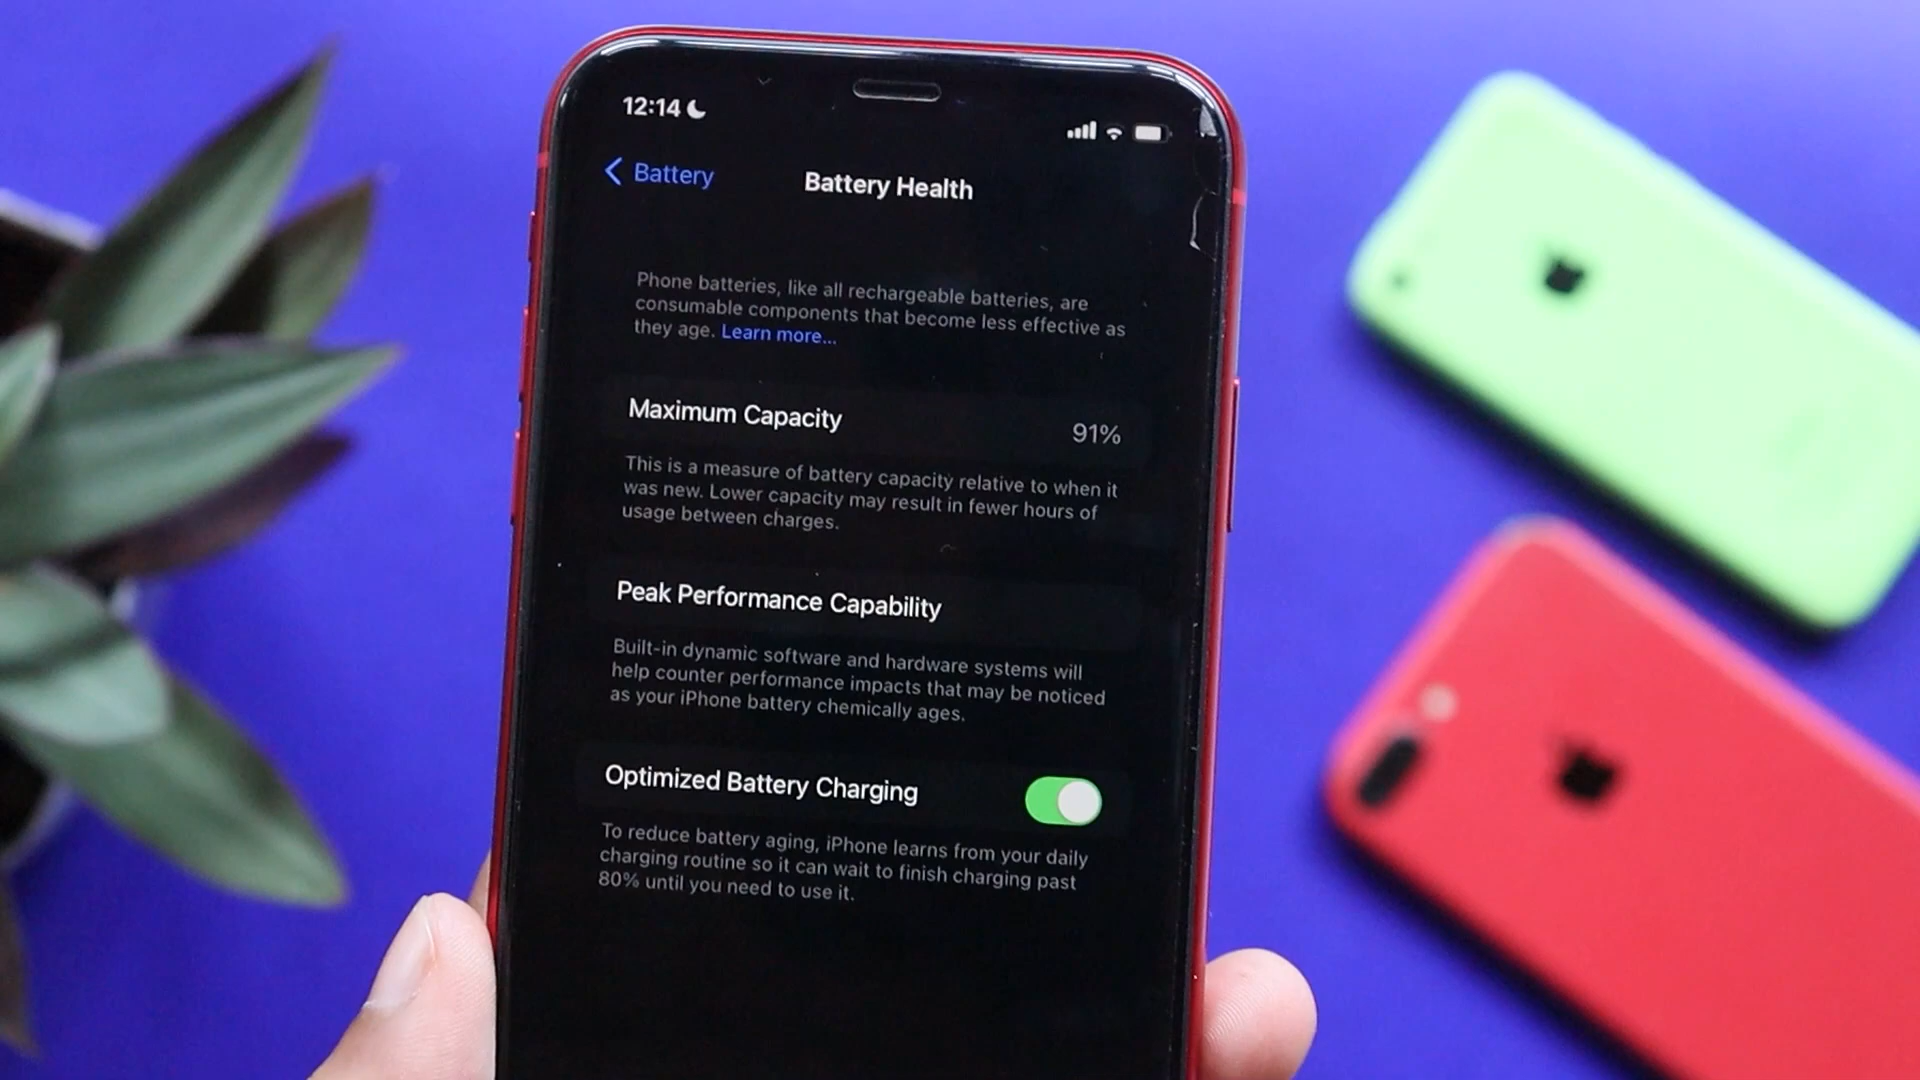 12:14
Battery
Battery Health
Phone batteries, like all rechargeable batteries, are
consumable components that become less effective as
they age. Learn more...
Maximum Capacity
91%
This is a measure of battery capacity relative to when it
was new. Lower capacity may result in fewer hours of
usage between charges.
Peak Performance Capability
Built-in dynamic software and hardware systems will
help counter performance impacts that may be noticed
as your iPhone battery chemically ages.
Optimized Battery Charging
To reduce battery aging, iPhone learns from your daily
charging routine so it can wait to finish charging past
80% until you need to use it.